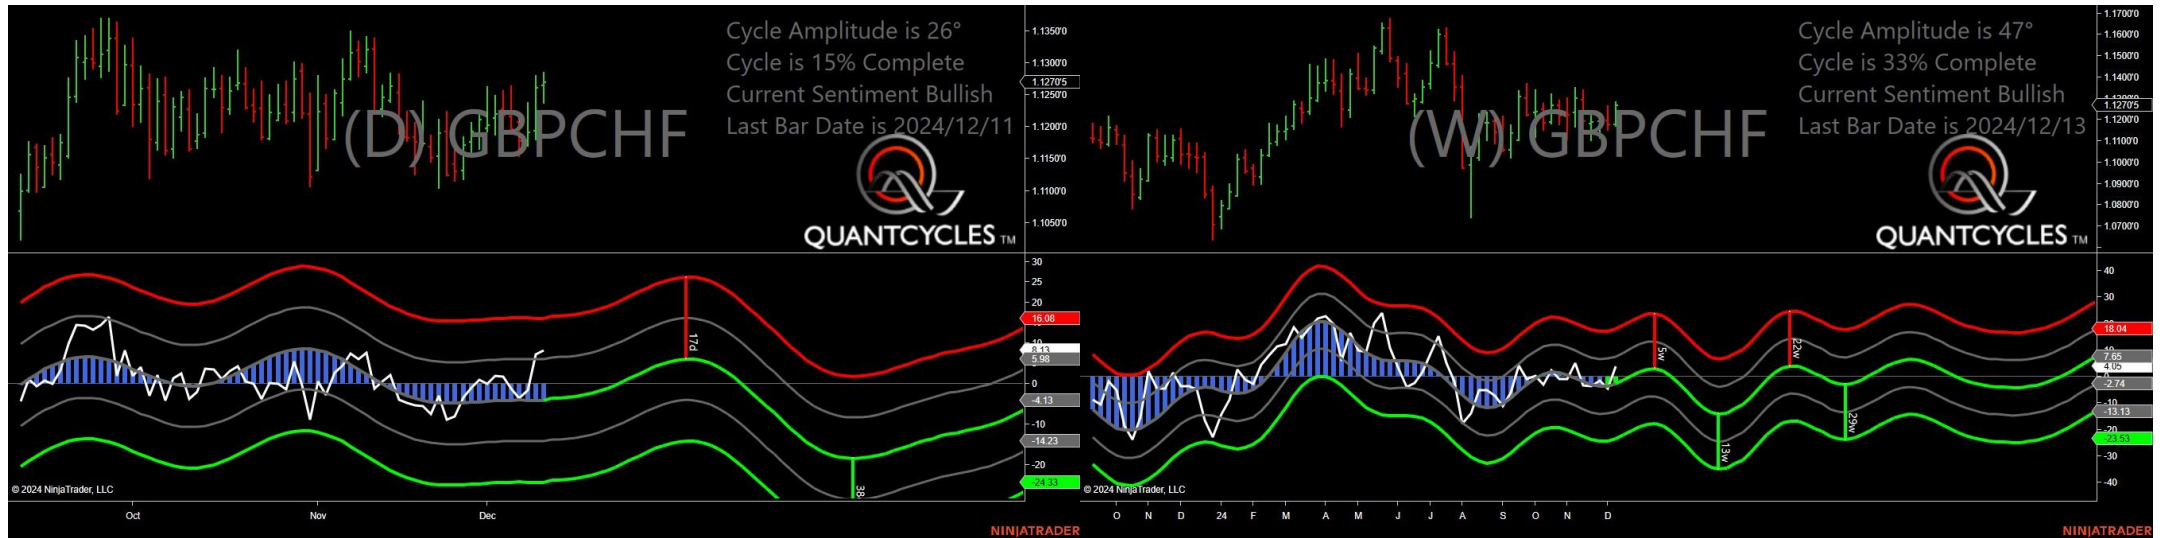 Cycle Amplitude is 26°
Cycle is 15% Complete
Current Sentiment Bullish
Last Bar Date is 2024/12/11
(D) GBPCHF
QUANTCYCLES TM
1.1350'0
1.1300'0
1.1270'5
1.1250'0
1.1200'0
1.1150'0
1.1100'0
1.1050'0
30
25
20
16.08
10
8.13
5.98
0
-4.13
-10
-14.23
-20
-24.33
17d
38
© 2024 NinjaTrader, LLC
Oct
Nov
Dec
NINJATRADER
Cycle Amplitude is 47°
Cycle is 33% Complete
Current Sentiment Bullish
Last Bar Date is 2024/12/13
(W) GBPCHF
QUANTCYCLES TM
1.1700'0
1.1600'0
1.1500'0
1.1400'0
1.1270'5
1.1200'0
1.1100'0
1.1000'0
1.0900'0
1.0800'0
1.0700'0
40
30
18.04
7.65
4.05
-2.74
-10
-13.13
-23.53
-30
-40
5w
13w
22w
29w
© 2024 NinjaTrader, LLC
O
N
D
24
F
M
A
M
J
J
A
S
O
N
D
NINJATRADER